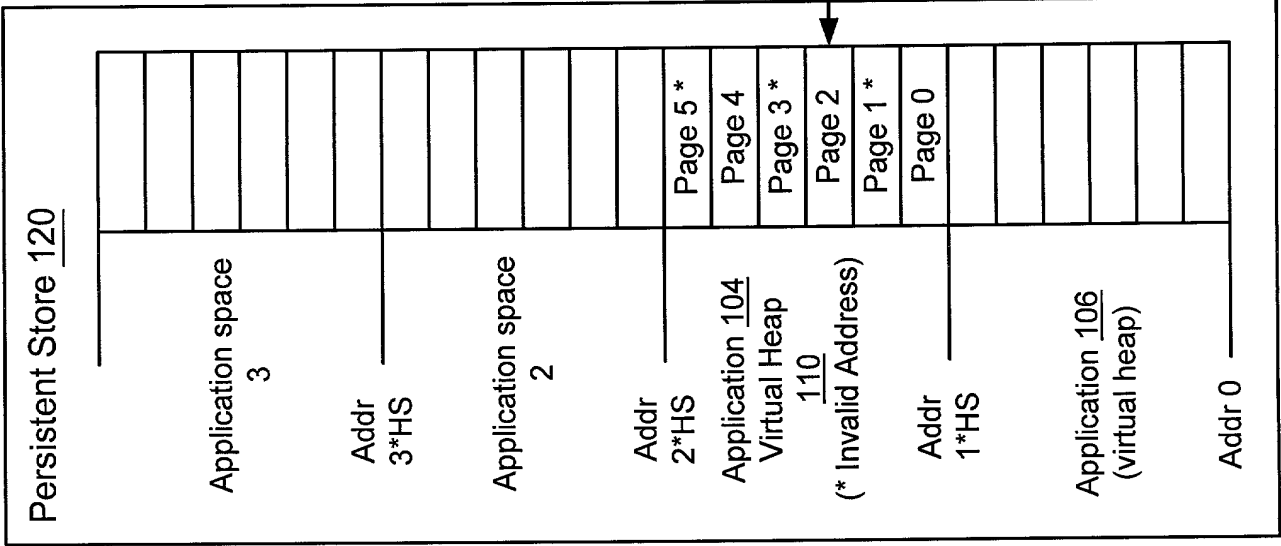 Persistent Store 120
Application space
3
Addr
3*HS
Application space
2
Addr
2*HS
Application 104
Virtual Heap
110
(* Invalid Address)
Addr
1*HS
Application 106
(virtual heap)
Addr 0
Page 5 *
Page 4
Page 3 *
Page 2
Page 1 *
Page 0